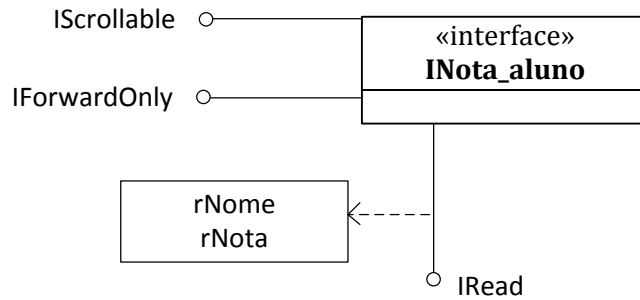 IScrollable
«interface»
INota_aluno
IForwardOnly
rNome
rNota
IRead